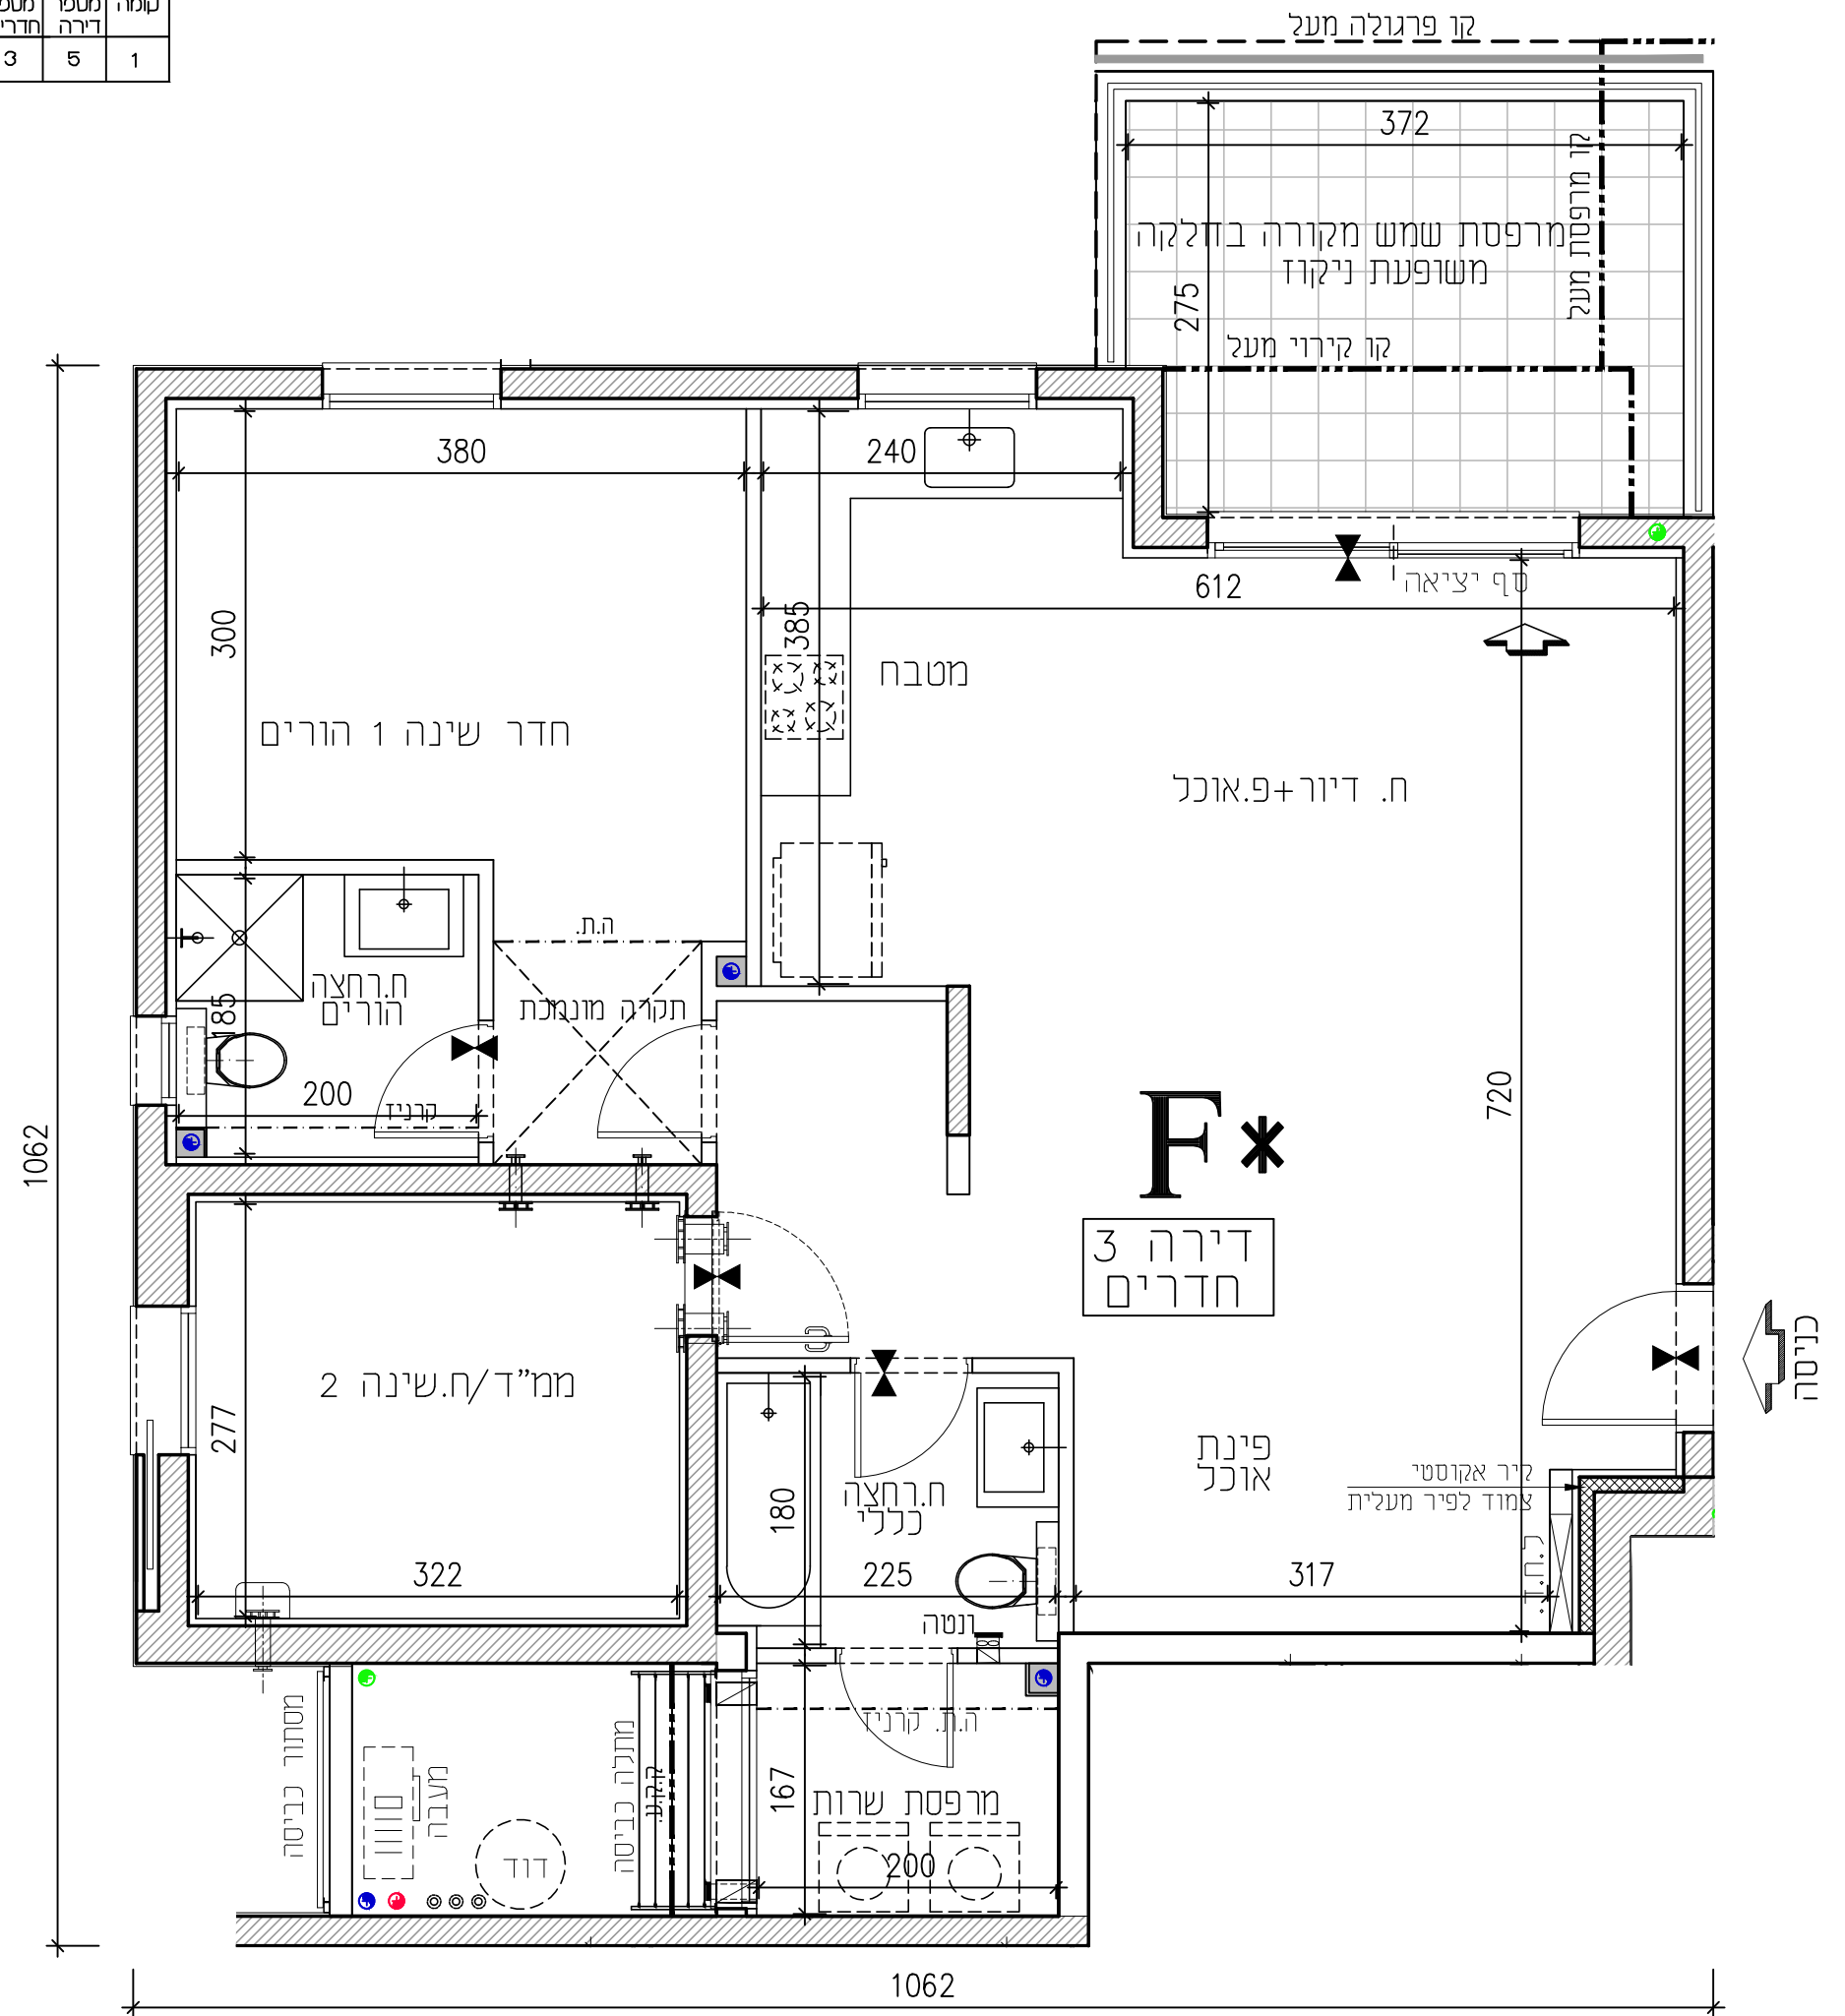 קומה
מספר דירה
חדרים
1
5
3
קו פרגולה מעל
372
קו מרפסת מעל
מרפסת שמש מקורה בחלקה
משופעת ניקוז
275
קו קירוי מעל
380
240
612
סף יציאה
300
385
מטבח
חדר שינה 1 הורים
ח. דיור+פ.אוכל
ה.ת.
ח.רחצה
הורים
תקרה מונמכת
185
200
קרניז
720
1062
F*
דירה 3
חדרים
כניסה
ממ"ד/ח.שינה 2
277
322
פינת
אוכל
קיר אקוסטי
צמוד לפיר מעלית
ח.רחצה
כללי
180
225
317
ונטה
ה.ת. קרניז
מסתור כביסה
מעבה
דוד
מתלה כביסה
ק.ק.ע.
167
מרפסת שרות
200
1062